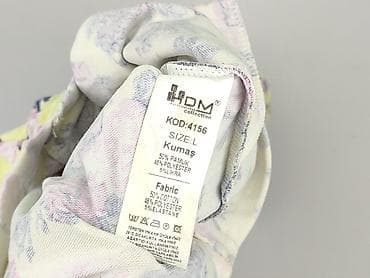 HDM®
collection
KOD:4156
SIZE:L
Kumaş
50% PAMUK
45% POLYESTER
5% LIKRA
Fabric
50% COTTON
45% POLYESTER
5% ELASTANE